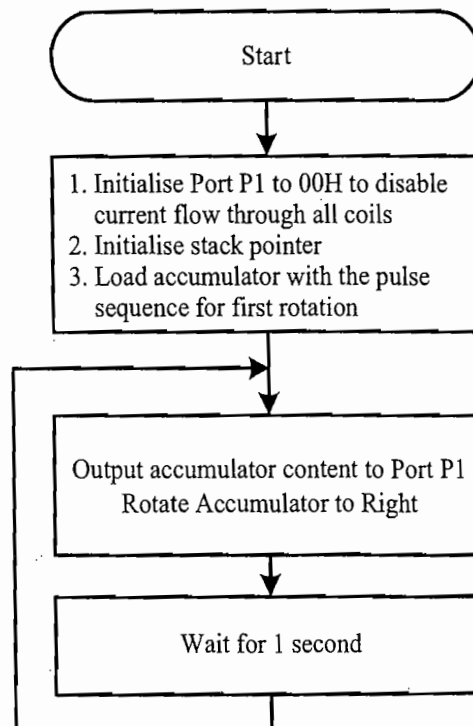 Start
1. Initialise Port P1 to 00H to disable
current flow through all coils
2. Initialise stack pointer
3. Load accumulator with the pulse
sequence for first rotation
Output accumulator content to Port P1
Rotate Accumulator to Right
Wait for 1 second